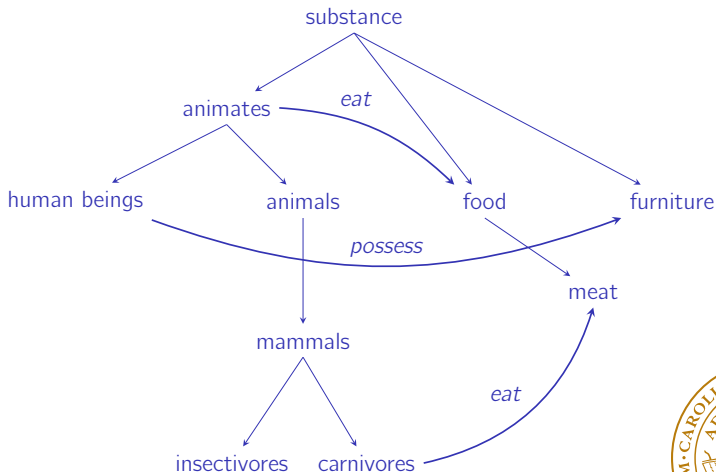 substance
eat
animates
human beings
animals
food
furniture
possess
meat
mammals
eat
insectivores
carnivores